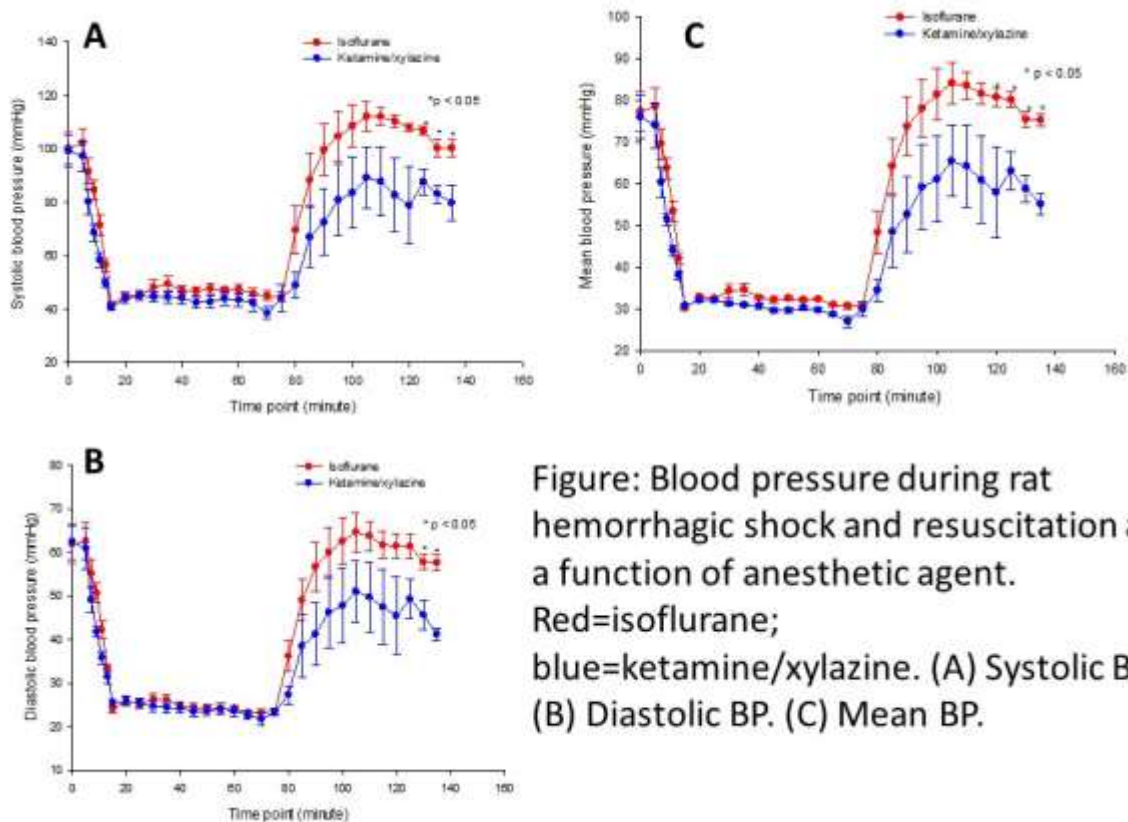 A
Isoflurane
Ketamine/xylazine
*p < 0.05
* * *
Systolic blood pressure (mmHg)
140
120
100
80
60
40
20
0 20 40 60 80 100 120 140 160
Time point (minute)
C
Isoflurane
Ketamine/xylazine
* p < 0.05
* *
* *
Mean blood pressure (mmHg)
100
90
80
70
60
50
40
30
20
0 20 40 60 80 100 120 140 160
Time point (minute)
B
Isoflurane
Ketamine/xylazine
* p < 0.05
* *
Diastolic blood pressure (mmHg)
80
70
60
50
40
30
20
10
0 20 40 60 80 100 120 140 160
Time point (minute)
Figure: Blood pressure during rat
hemorrhagic shock and resuscitation a
a function of anesthetic agent.
Red=isoflurane;
blue=ketamine/xylazine. (A) Systolic B
(B) Diastolic BP. (C) Mean BP.